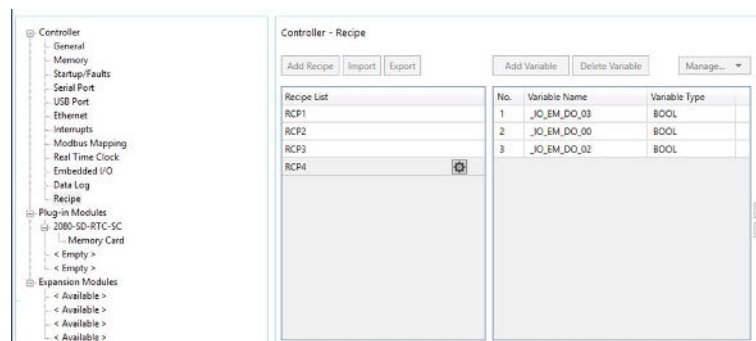 Controller
General
Memory
Startup/Faults
Serial Port
USB Port
Ethernet
Interrupts
Modbus Mapping
Real Time Clock
Embedded I/O
Data Log
Recipe
Plug-in Modules
2080-SD-RTC-SC
Memory Card
< Empty >
< Empty >
Expansion Modules
< Available >
< Available >
< Available >
< Available >
Controller - Recipe
Add Recipe Import Export
Recipe List
RCP1
RCP2
RCP3
RCP4
Add Variable Delete Variable Manage...
No. Variable Name Variable Type
1 _IO_EM_DO_03 BOOL
2 _IO_EM_DO_00 BOOL
3 _IO_EM_DO_02 BOOL